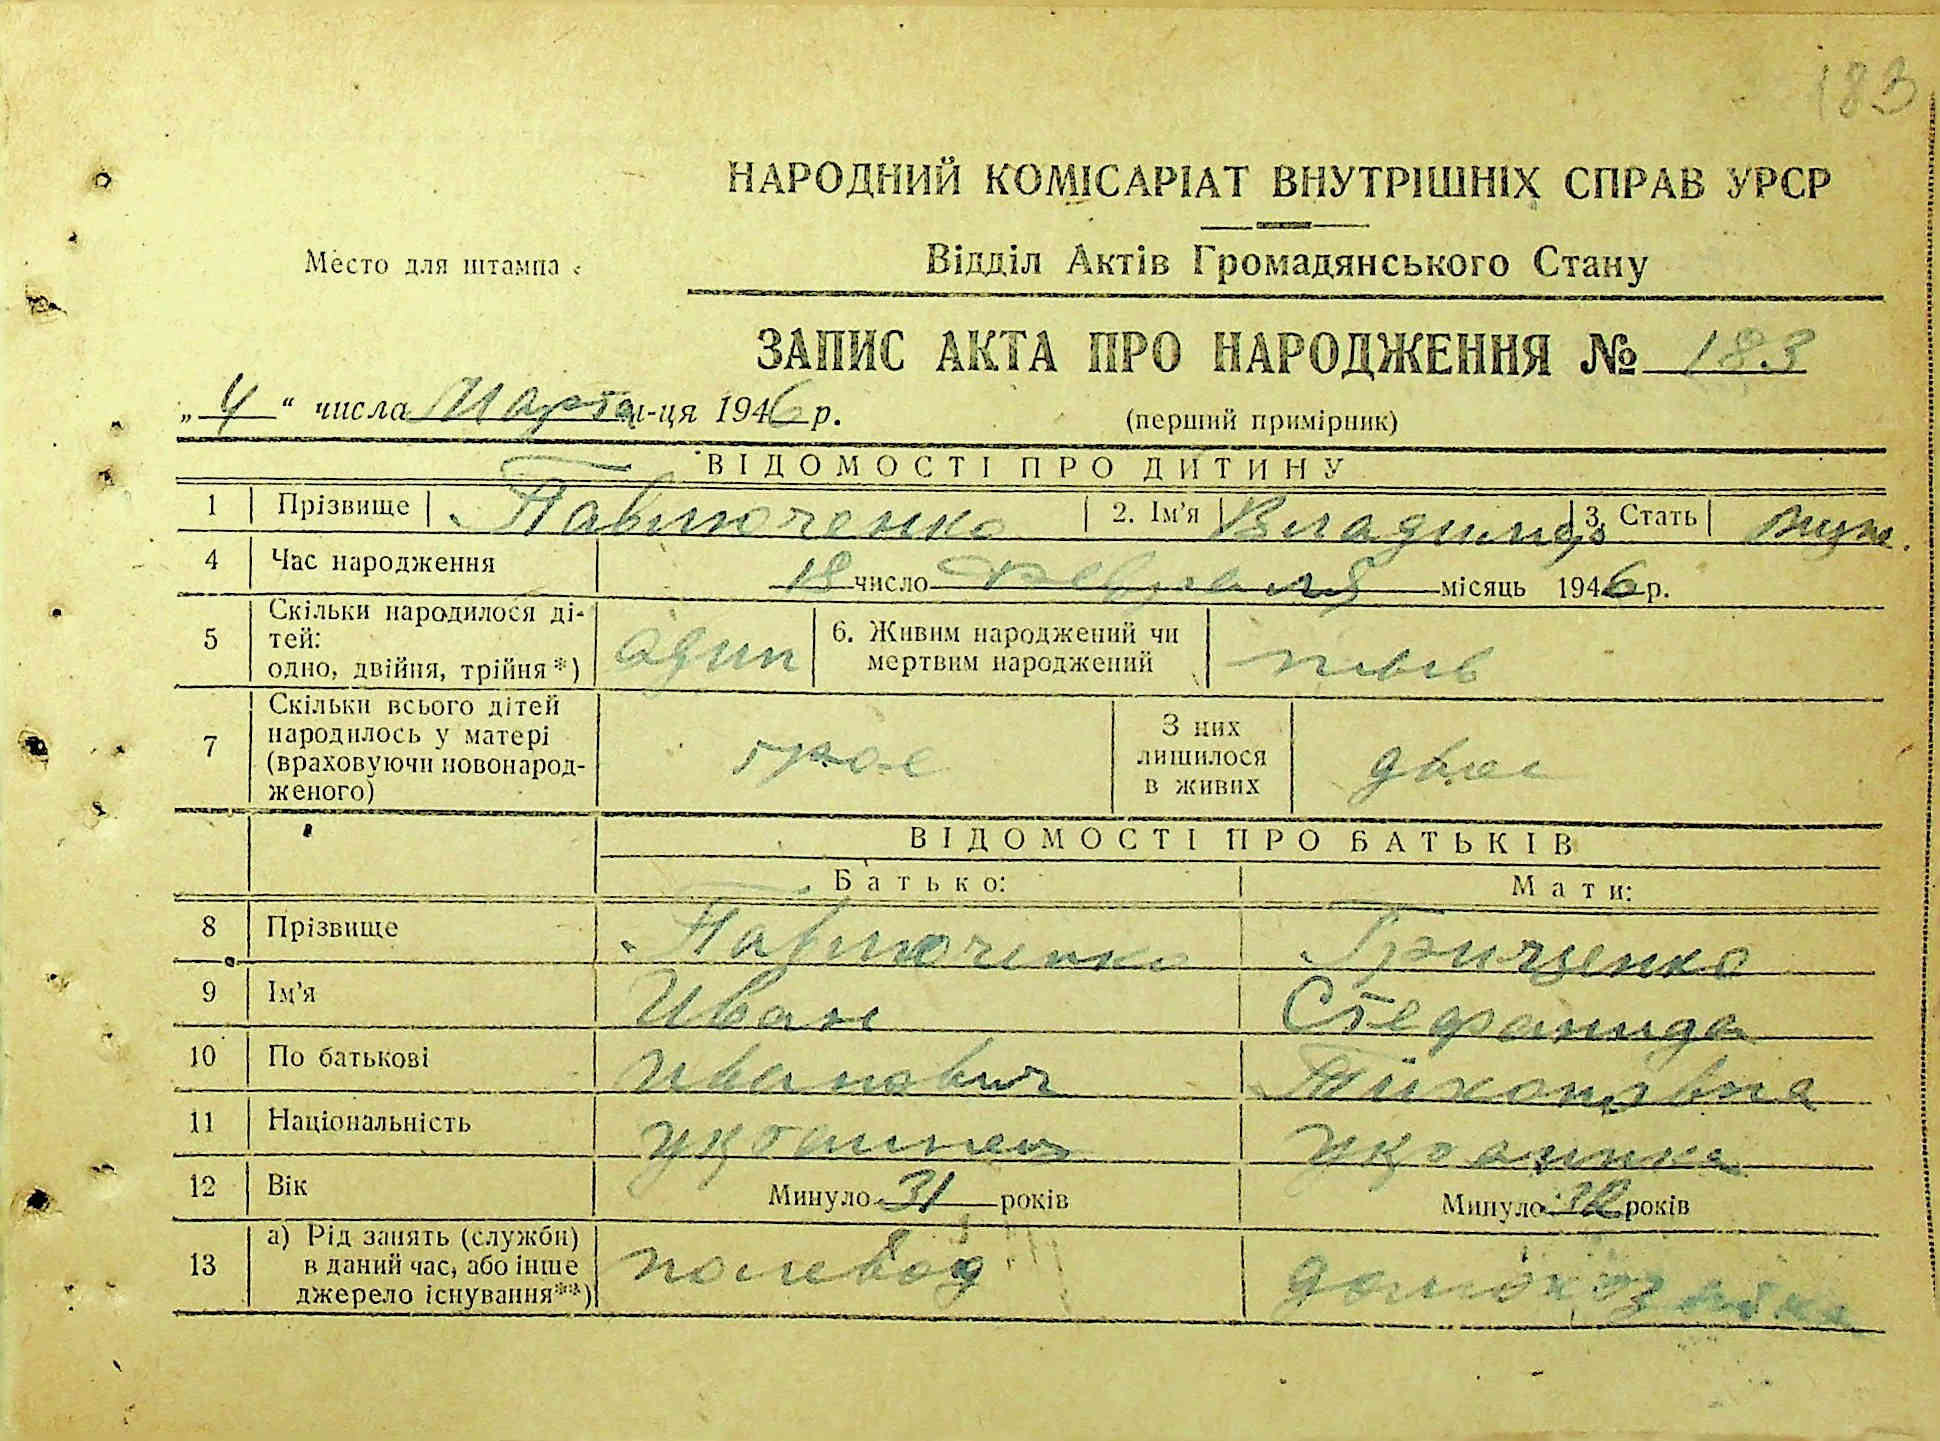 183
НАРОДНИЙ КОМІСАРІАТ ВНУТРІШНІХ СПРАВ УРСР
Место для штампа
Відділ Актів Громадянського Стану
ЗАПИС АКТА ПРО НАРОДЖЕННЯ № 183
„4“ числа Марта м-ця 1946 р.
(перший примірник)
ВІДОМОСТІ ПРО ДИТИНУ
1 Прізвище Павлюченко 2. Ім'я Владимир 3. Стать муж.
4 Час народження 18 число Февраля місяць 1946 р.
5 Скільки народилося ді-
тей:
одно, двійня, трійня*) один 6. Живим народжений чи
мертвим народжений
7 Скільки всього дітей
народилось у матері
(враховуючи новонарод-
женого) трое З них
лишилося
в живих двое
ВІДОМОСТІ ПРО БАТЬКІВ
Батько: Мати:
8 Прізвище Павлюченко Грищенко
9 Ім'я Иван Стефанида
10 По батькові Иванович Тихоновна
11 Національність украинец украинка
12 Вік Минуло 31 років Минуло років
13 а) Рід занять (служби)
в даний час, або інше
джерело існування**) полевод домохозяйка